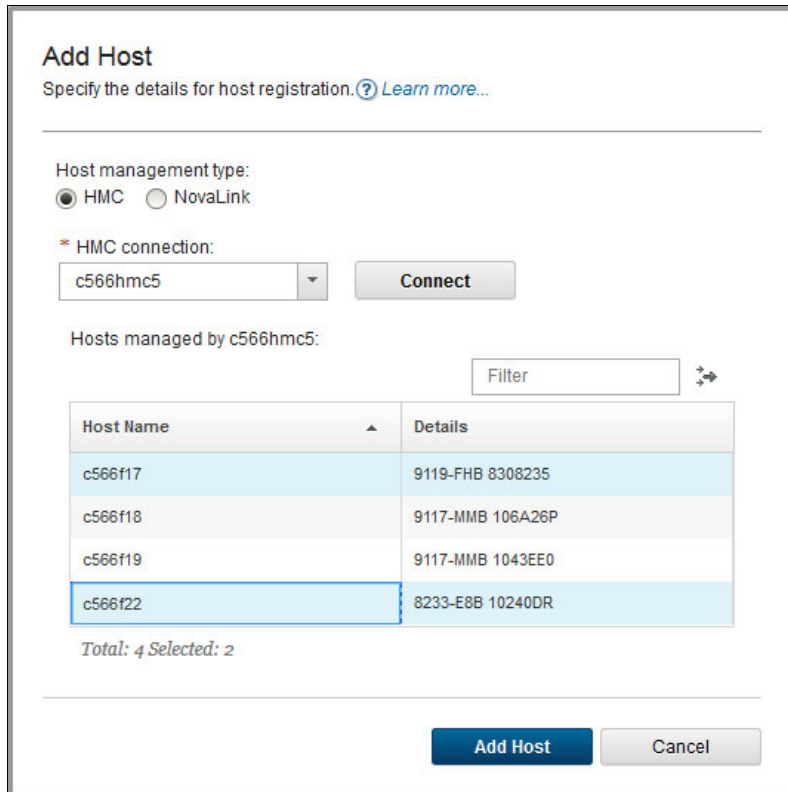 Add Host
Specify the details for host registration. ? Learn more...
Host management type:
HMC NovaLink
* HMC connection:
c566hmc5 Connect
Hosts managed by c566hmc5:
Filter
Host Name Details
c566f17 9119-FHB 8308235
c566f18 9117-MMB 106A26P
c566f19 9117-MMB 1043EE0
c566f22 8233-E8B 10240DR
Total: 4 Selected: 2
Add Host Cancel